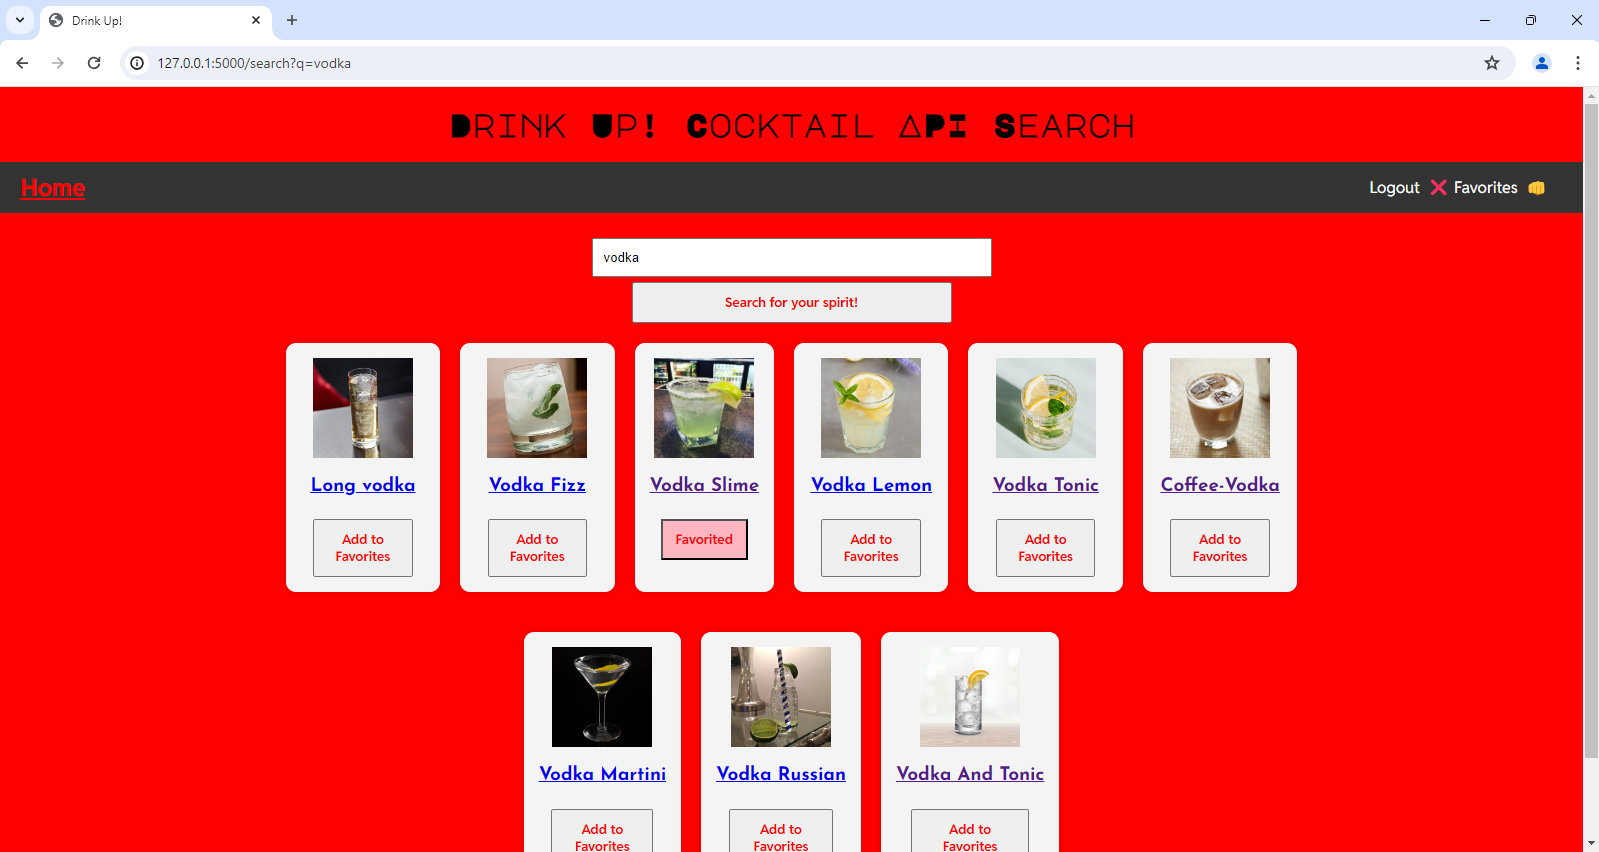 Drink Up!
127.0.0.1:5000/search?q=vodka
Drink Up! Cocktail API Search
Home
Logout ❌ Favorites 👊
vodka
Search for your spirit!
Long vodka
Vodka Fizz
Vodka Slime
Vodka Lemon
Vodka Tonic
Coffee-Vodka
Add to
Favorites
Add to
Favorites
Favorited
Add to
Favorites
Add to
Favorites
Add to
Favorites
Vodka Martini
Vodka Russian
Vodka And Tonic
Add to
Favorites
Add to
Favorites
Add to
Favorites